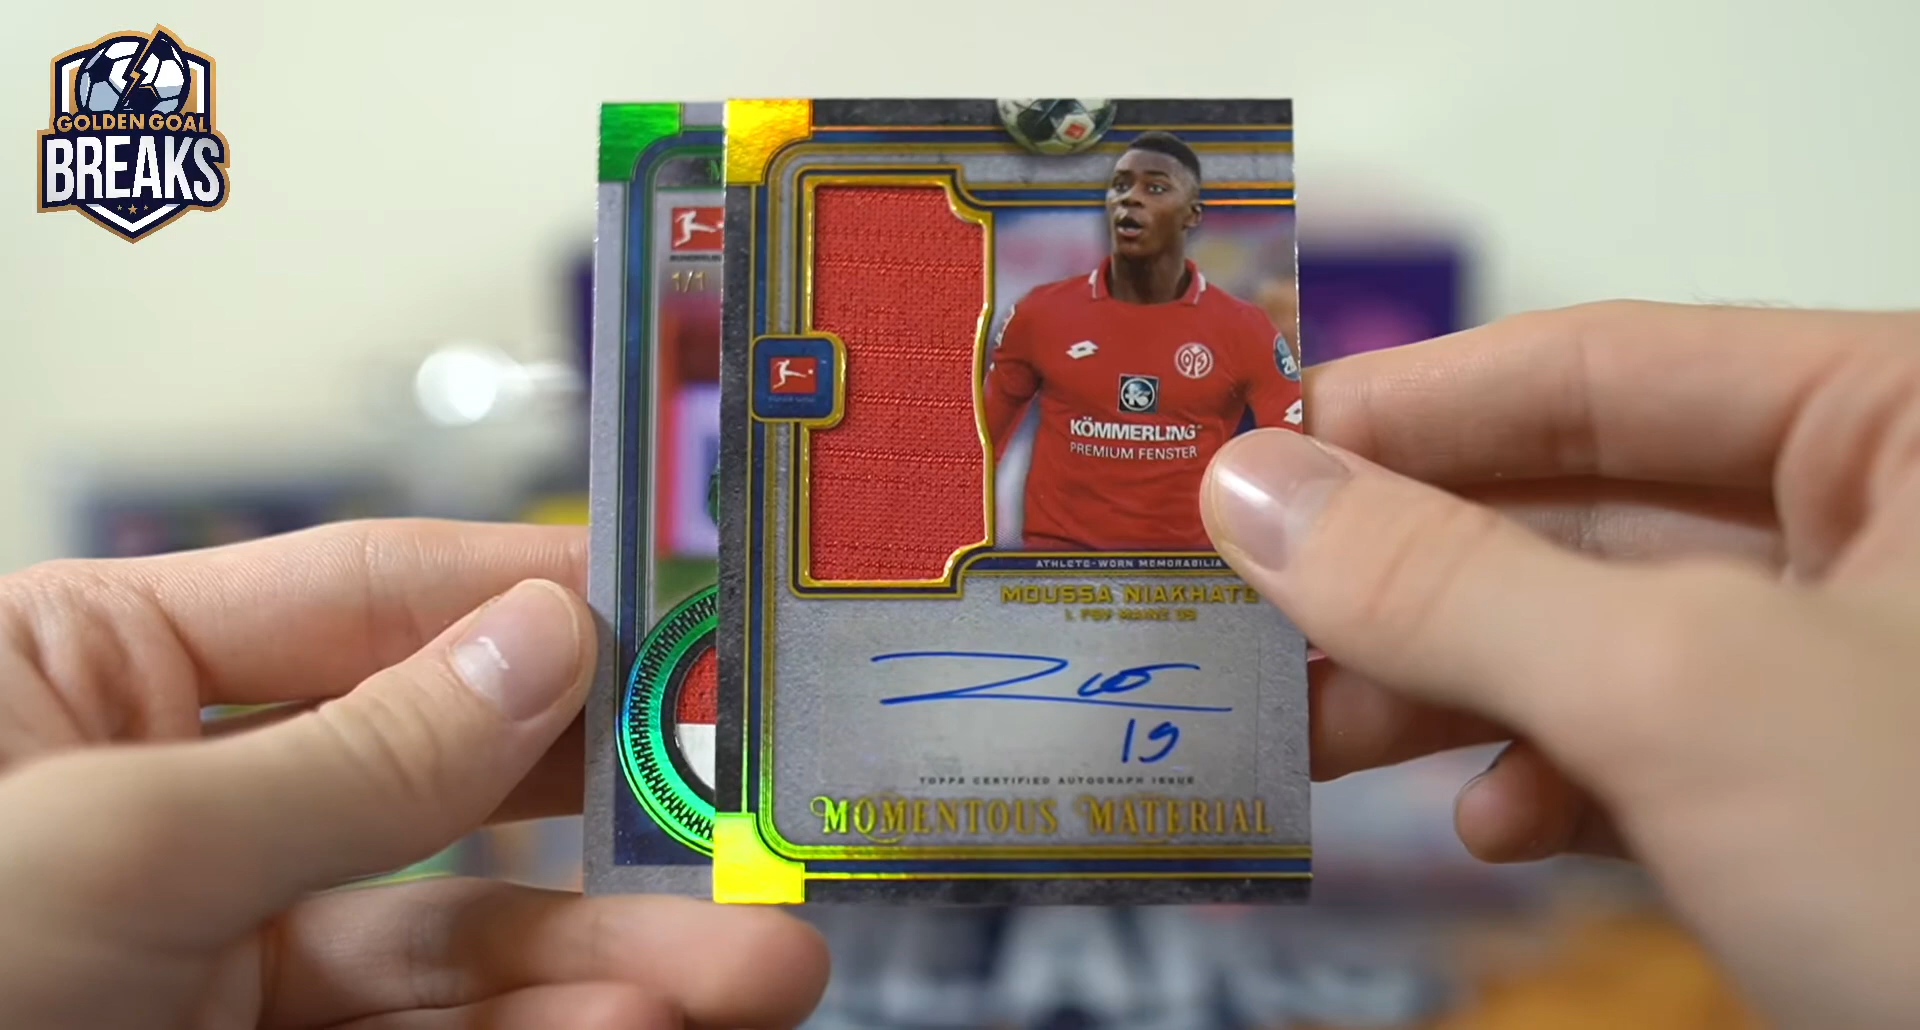 GOLDEN GOAL
BREAKS
1/1
KÖMMERLING
PREMIUM FENSTER
ATHLETE-WORN MEMORABILIA
MOUSSA NIAKHATE
1. FSV MAINZ 05
19
TOPPS CERTIFIED AUTOGRAPH ISSUE
MOMENTOUS MATERIAL